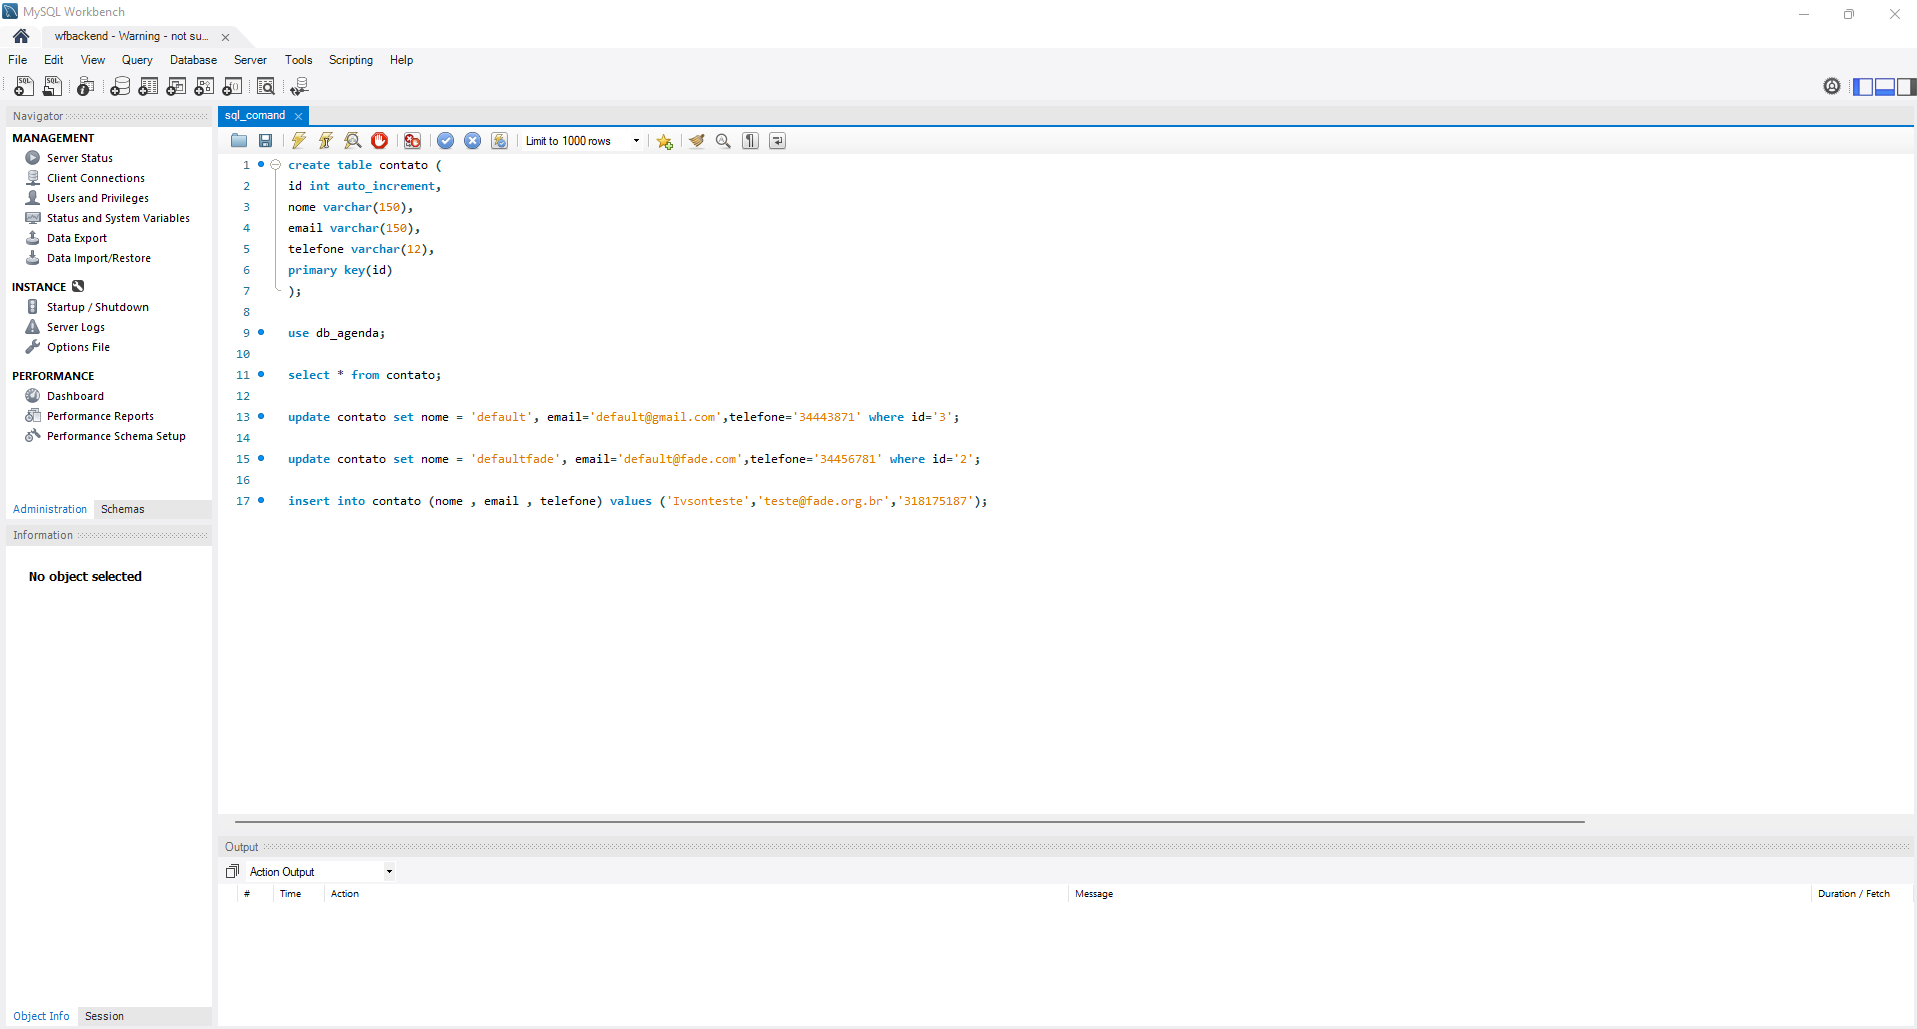 MySQL Workbench
wfbackend - Warning - not su...
File Edit View Query Database Server Tools Scripting Help
Navigator
MANAGEMENT
Server Status
Client Connections
Users and Privileges
Status and System Variables
Data Export
Data Import/Restore
INSTANCE
Startup / Shutdown
Server Logs
Options File
PERFORMANCE
Dashboard
Performance Reports
Performance Schema Setup
Administration Schemas
Information
No object selected
Object Info Session
sql_comand
Limit to 1000 rows
1 create table contato (
2 id int auto_increment,
3 nome varchar(150),
4 email varchar(150),
5 telefone varchar(12),
6 primary key(id)
7 );
8
9 use db_agenda;
10
11 select * from contato;
12
13 update contato set nome = 'default', email='default@gmail.com',telefone='34443871' where id='3';
14
15 update contato set nome = 'defaultfade', email='default@fade.com',telefone='34456781' where id='2';
16
17 insert into contato (nome , email , telefone) values ('Ivsonteste','teste@fade.org.br','318175187');
Output
Action Output
# Time Action Message Duration / Fetch